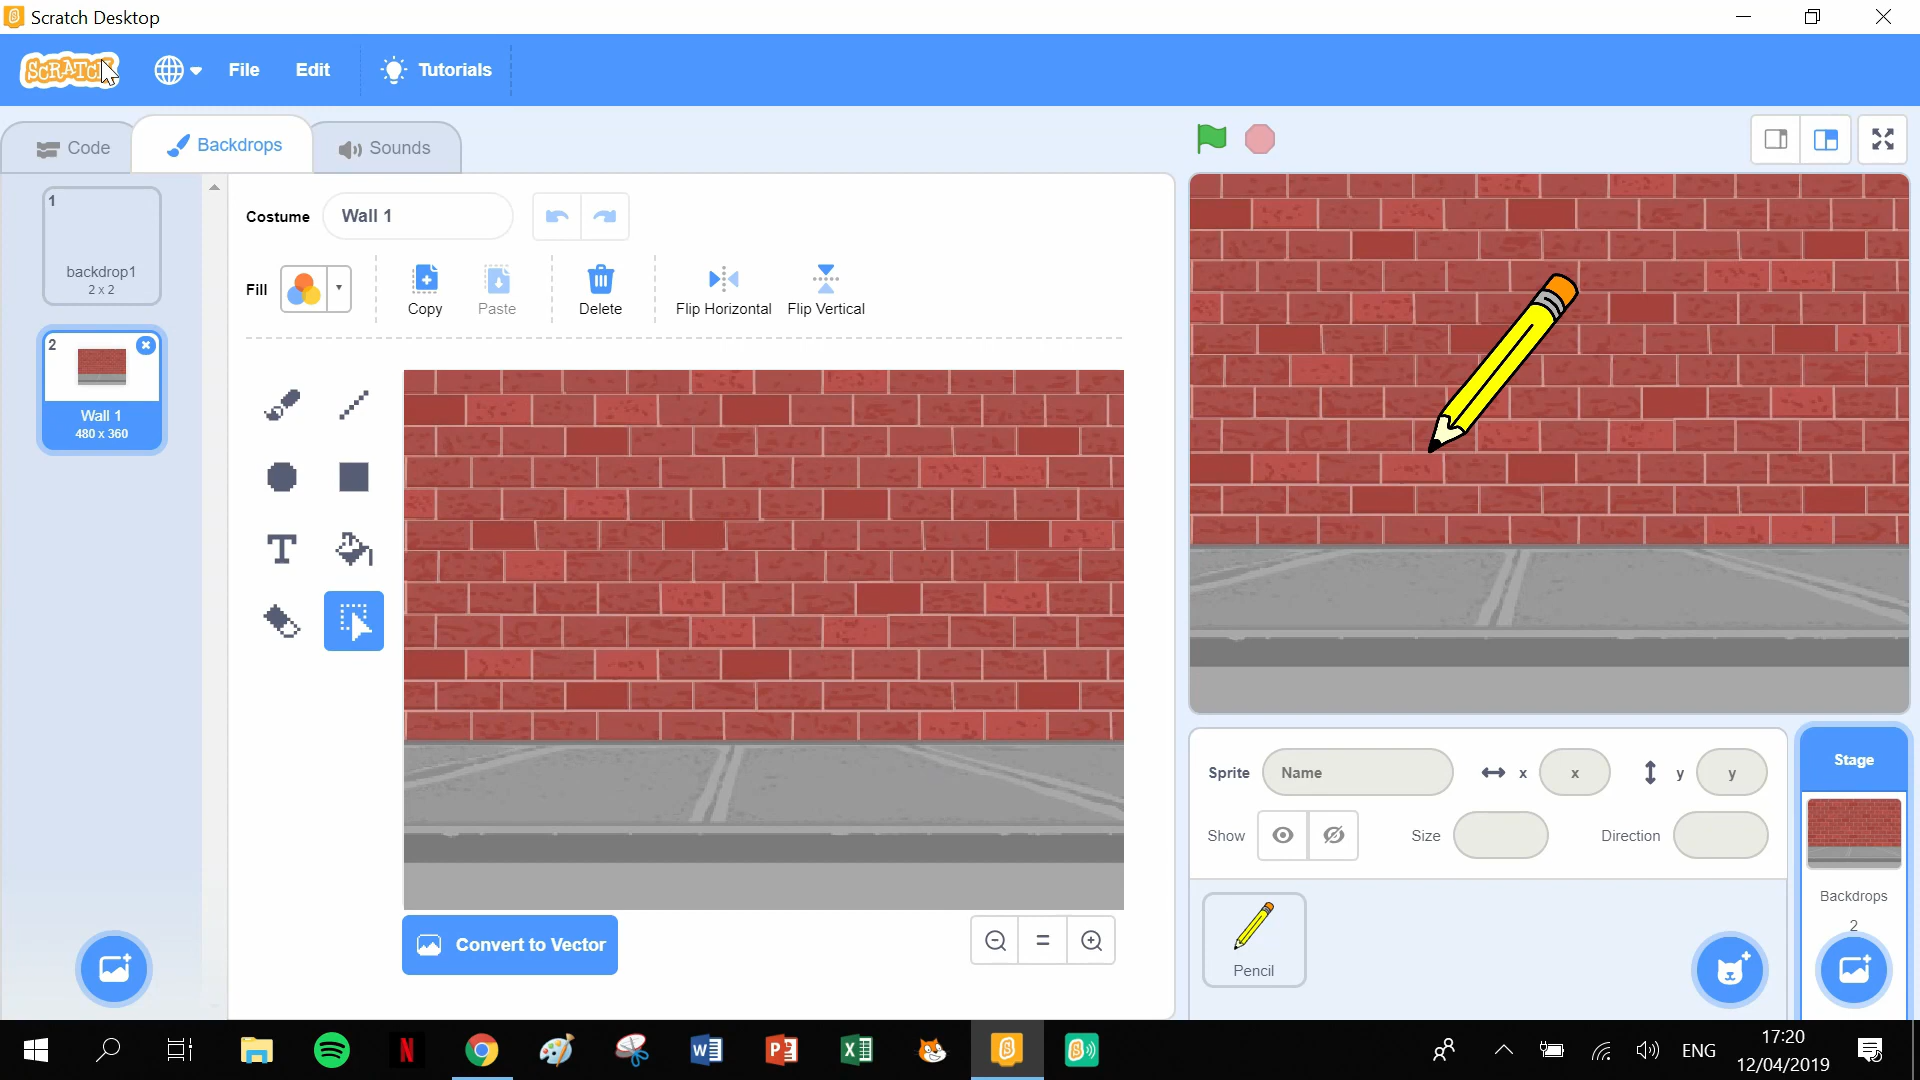 Scratch Desktop
SCRATCH
File
Edit
Tutorials
Code
Backdrops
Sounds
1
backdrop1
2 x 2
2
Wall 1
480 x 360
Costume
Wall 1
Fill
Copy
Paste
Delete
Flip Horizontal
Flip Vertical
T
Convert to Vector
=
Sprite
Name
x
x
y
y
Show
Size
Direction
Pencil
Stage
Backdrops
2
N
W
P
X
ENG
17:20
12/04/2019